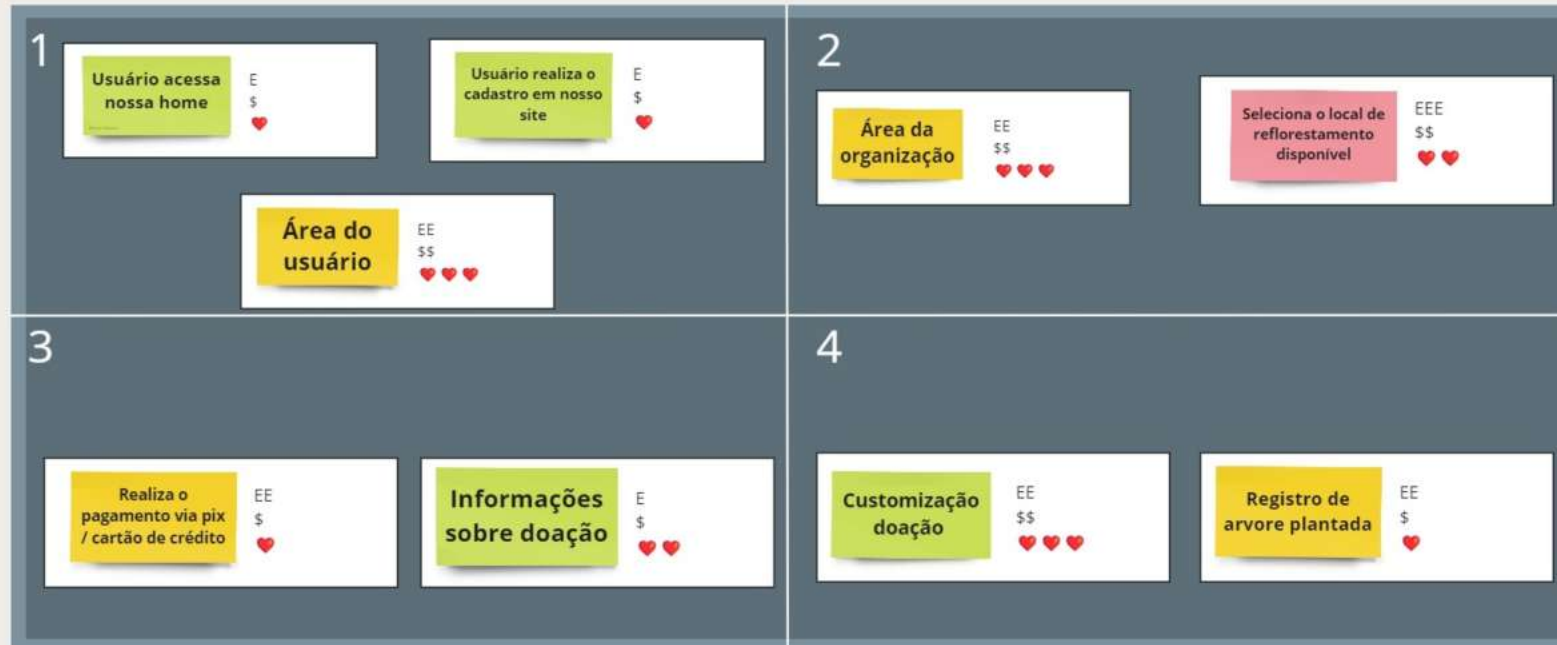 1
Usuário acessa
nossa home
E
$
❤️
Usuário realiza o
cadastro em nosso
site
E
$
❤️
Área do
usuário
EE
$$
❤️❤️❤️
2
Área da
organização
EE
$$
❤️❤️❤️
Seleciona o local de
reflorestamento
disponível
EEE
$$
❤️❤️
3
Realiza o
pagamento via pix
/ cartão de crédito
EE
$
❤️
Informações
sobre doação
E
$
❤️❤️
4
Customização
doação
EE
$$
❤️❤️❤️
Registro de
arvore plantada
EE
$
❤️